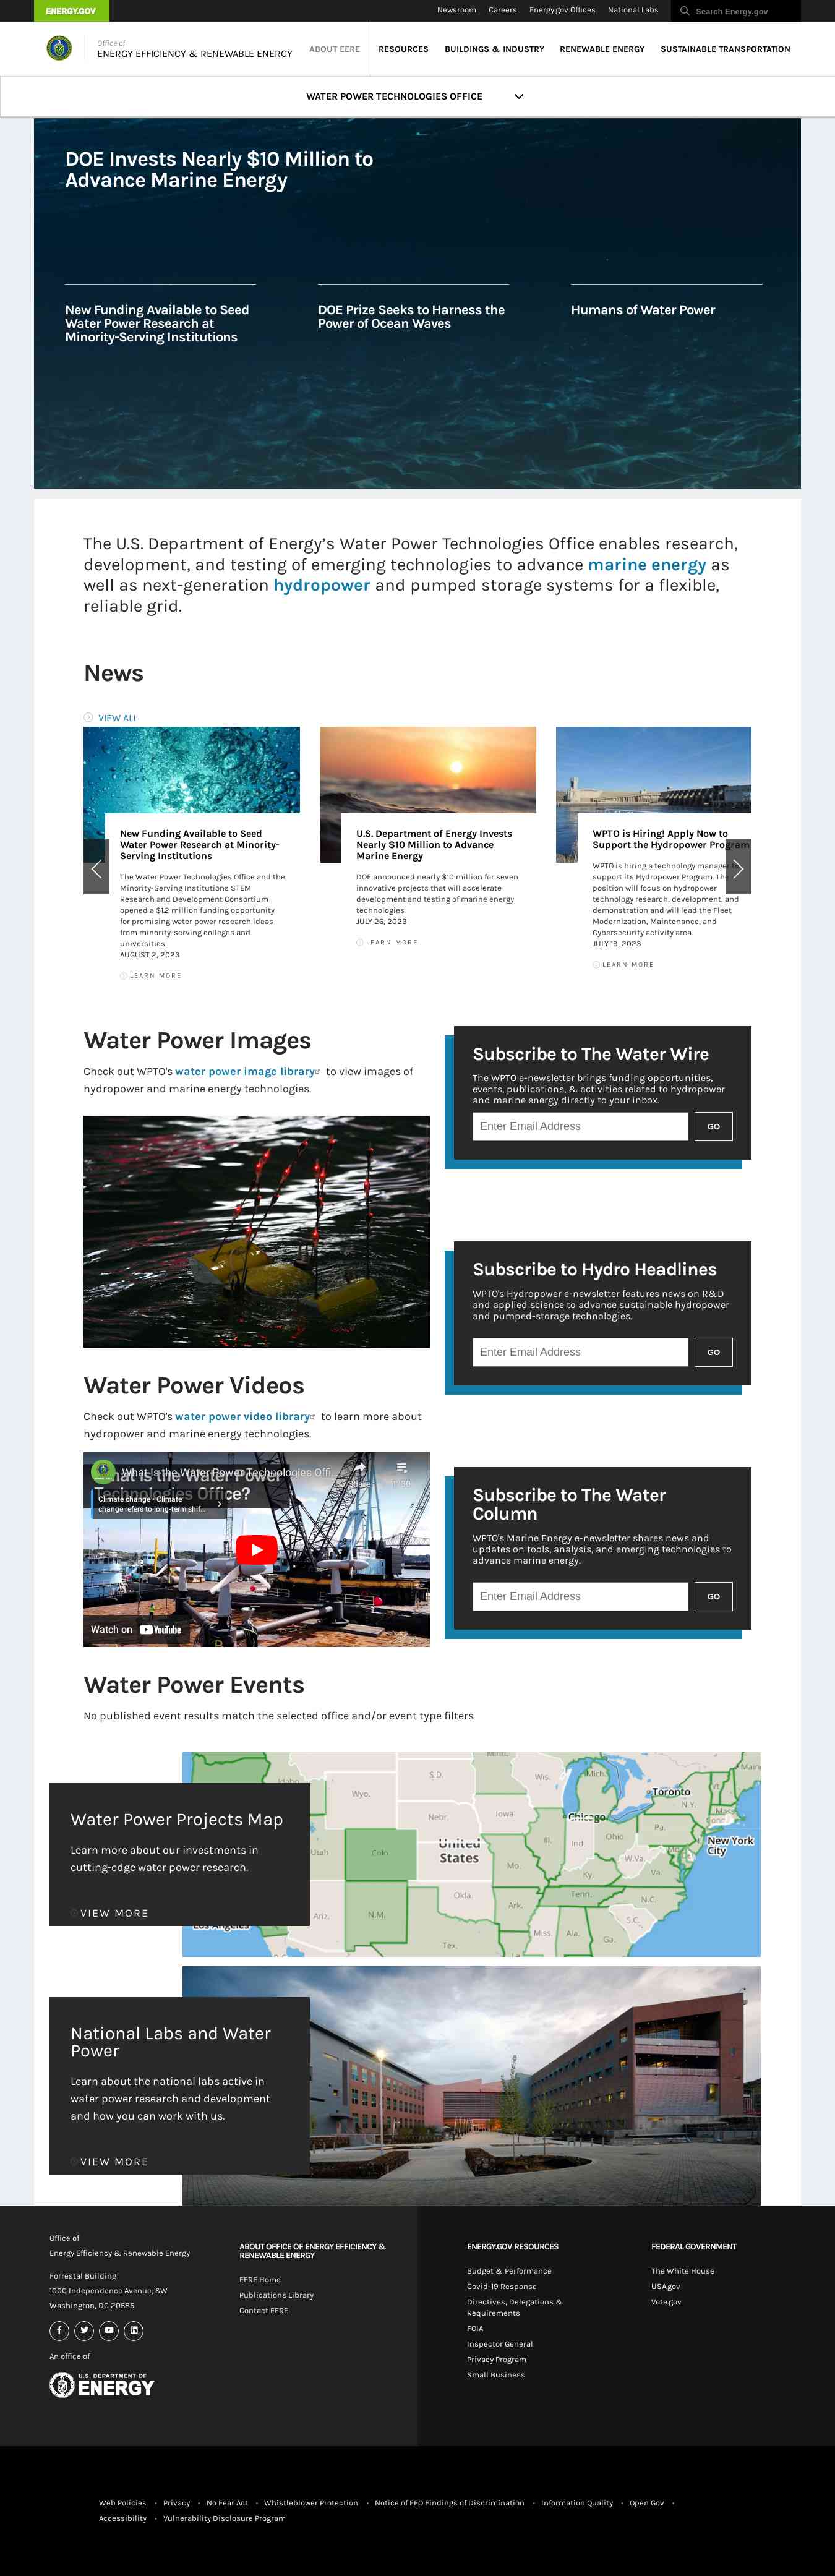 ENERGY.GOV
Newsroom Careers Energy.gov Offices National Labs Search Energy.gov
Office of
ENERGY EFFICIENCY & RENEWABLE ENERGY
ABOUT EERE RESOURCES BUILDINGS & INDUSTRY RENEWABLE ENERGY SUSTAINABLE TRANSPORTATION
WATER POWER TECHNOLOGIES OFFICE
DOE Invests Nearly $10 Million to
Advance Marine Energy
New Funding Available to Seed
Water Power Research at
Minority-Serving Institutions
DOE Prize Seeks to Harness the
Power of Ocean Waves
Humans of Water Power
The U.S. Department of Energy’s Water Power Technologies Office enables research,
development, and testing of emerging technologies to advance marine energy as
well as next-generation hydropower and pumped storage systems for a flexible,
reliable grid.
News
VIEW ALL
New Funding Available to Seed
Water Power Research at Minority-
Serving Institutions
The Water Power Technologies Office and the
Minority-Serving Institutions STEM
Research and Development Consortium
opened a $1.2 million funding opportunity
for promising water power research ideas
from minority-serving colleges and
universities.
AUGUST 2, 2023
LEARN MORE
U.S. Department of Energy Invests
Nearly $10 Million to Advance
Marine Energy
DOE announced nearly $10 million for seven
innovative projects that will accelerate
development and testing of marine energy
technologies
JULY 26, 2023
LEARN MORE
WPTO is Hiring! Apply Now to
Support the Hydropower Program
WPTO is hiring a technology manager to
support its Hydropower Program. The
position will focus on hydropower
technology research, development, and
demonstration and will lead the Fleet
Modernization, Maintenance, and
Cybersecurity activity area.
JULY 19, 2023
LEARN MORE
Water Power Images
Check out WPTO's water power image library to view images of
hydropower and marine energy technologies.
Subscribe to The Water Wire
The WPTO e-newsletter brings funding opportunities,
events, publications, & activities related to hydropower
and marine energy directly to your inbox.
Enter Email Address GO
Subscribe to Hydro Headlines
WPTO's Hydropower e-newsletter features news on R&D
and applied science to advance sustainable hydropower
and pumped-storage technologies.
Enter Email Address GO
Water Power Videos
Check out WPTO's water power video library to learn more about
hydropower and marine energy technologies.
What Is the Water Power Technologies Offi
What is the Water Power
Technologies Office?
Share
Climate change - Climate
change refers to long-term shif...
Watch on YouTube
Subscribe to The Water
Column
WPTO's Marine Energy e-newsletter shares news and
updates on tools, analysis, and emerging technologies to
advance marine energy.
Enter Email Address GO
Water Power Events
No published event results match the selected office and/or event type filters
Water Power Projects Map
Learn more about our investments in
cutting-edge water power research.
VIEW MORE
Idaho
Wyo.
S.D.
Minn.
Wis.
Mich.
Toronto
Maine
N.Y.
Mass.
Conn.
Nebr.
Iowa
Chicago
Utah
Colo.
United
States
Ill.
Ind.
Ohio
Pa.
New York
City
Mo.
W.Va.
Va.
Ky.
Okla.
Tenn.
N.C.
Ariz.
N.M.
Ark.
S.C.
Los Angeles
Tex.
Miss.
Ala.
Ga.
National Labs and Water
Power
Learn about the national labs active in
water power research and development
and how you can work with us.
VIEW MORE
Office of
Energy Efficiency & Renewable Energy
Forrestal Building
1000 Independence Avenue, SW
Washington, DC 20585
An office of
U.S. DEPARTMENT OF
ENERGY
ABOUT OFFICE OF ENERGY EFFICIENCY &
RENEWABLE ENERGY
EERE Home
Publications Library
Contact EERE
ENERGY.GOV RESOURCES
Budget & Performance
Covid-19 Response
Directives, Delegations &
Requirements
FOIA
Inspector General
Privacy Program
Small Business
FEDERAL GOVERNMENT
The White House
USA.gov
Vote.gov
Web Policies • Privacy • No Fear Act • Whistleblower Protection • Notice of EEO Findings of Discrimination • Information Quality • Open Gov •
Accessibility • Vulnerability Disclosure Program